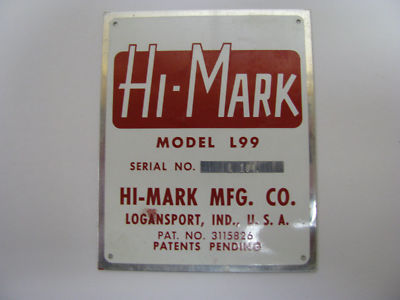 HI-MARK
MODEL L99
SERIAL NO.
HI-MARK MFG. CO.
LOGANSPORT, IND., U. S. A.
PAT. NO. 3115826
PATENTS PENDING